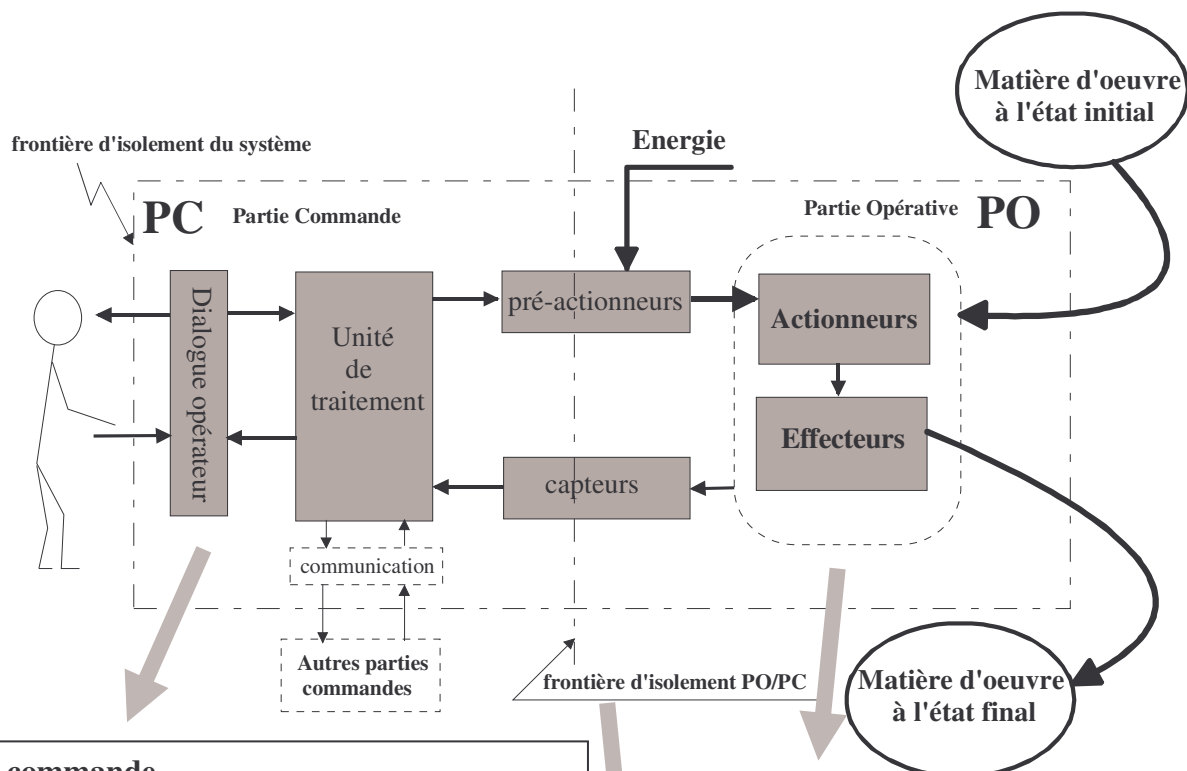 Matière d'oeuvre
à l'état initial
frontière d'isolement du système
Energie
PC
Partie Commande
Partie Opérative
PO
Dialogue opérateur
Unité
de
traitement
pré-actionneurs
Actionneurs
Effecteurs
capteurs
communication
Autres parties
commandes
frontière d'isolement PO/PC
Matière d'oeuvre
à l'état final
commande